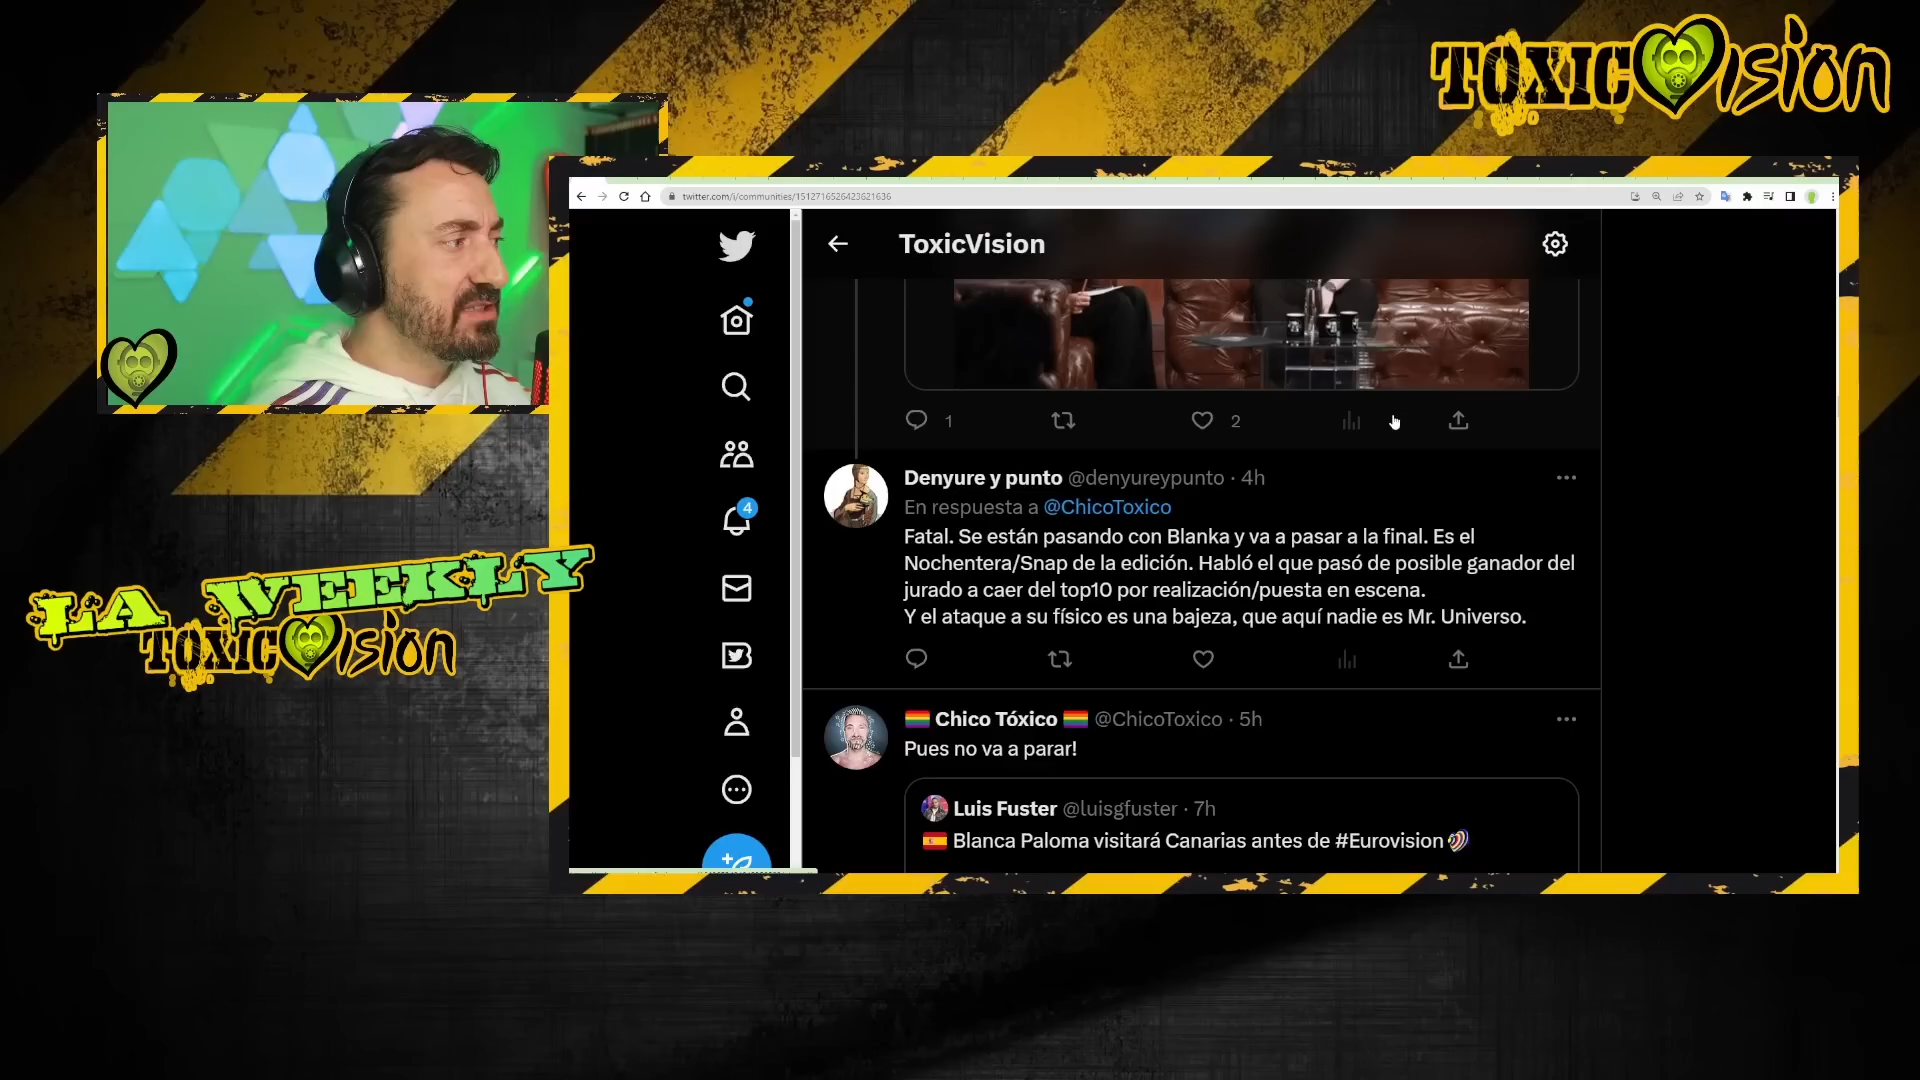 TOXICVISION
twitter.com/i/communities/1512716526423621636
ToxicVision
1
2
Denyure y punto @denyureypunto · 4h
En respuesta a @ChicoToxico
Fatal. Se están pasando con Blanka y va a pasar a la final. Es el
Nochentera/Snap de la edición. Habló el que pasó de posible ganador del
jurado a caer del top10 por realización/puesta en escena.
Y el ataque a su físico es una bajeza, que aquí nadie es Mr. Universo.
4
LA WEEKLY
TOXICVISION
Chico Tóxico @ChicoToxico · 5h
Pues no va a parar!
Luis Fuster @luisgfuster · 7h
Blanca Paloma visitará Canarias antes de #Eurovision